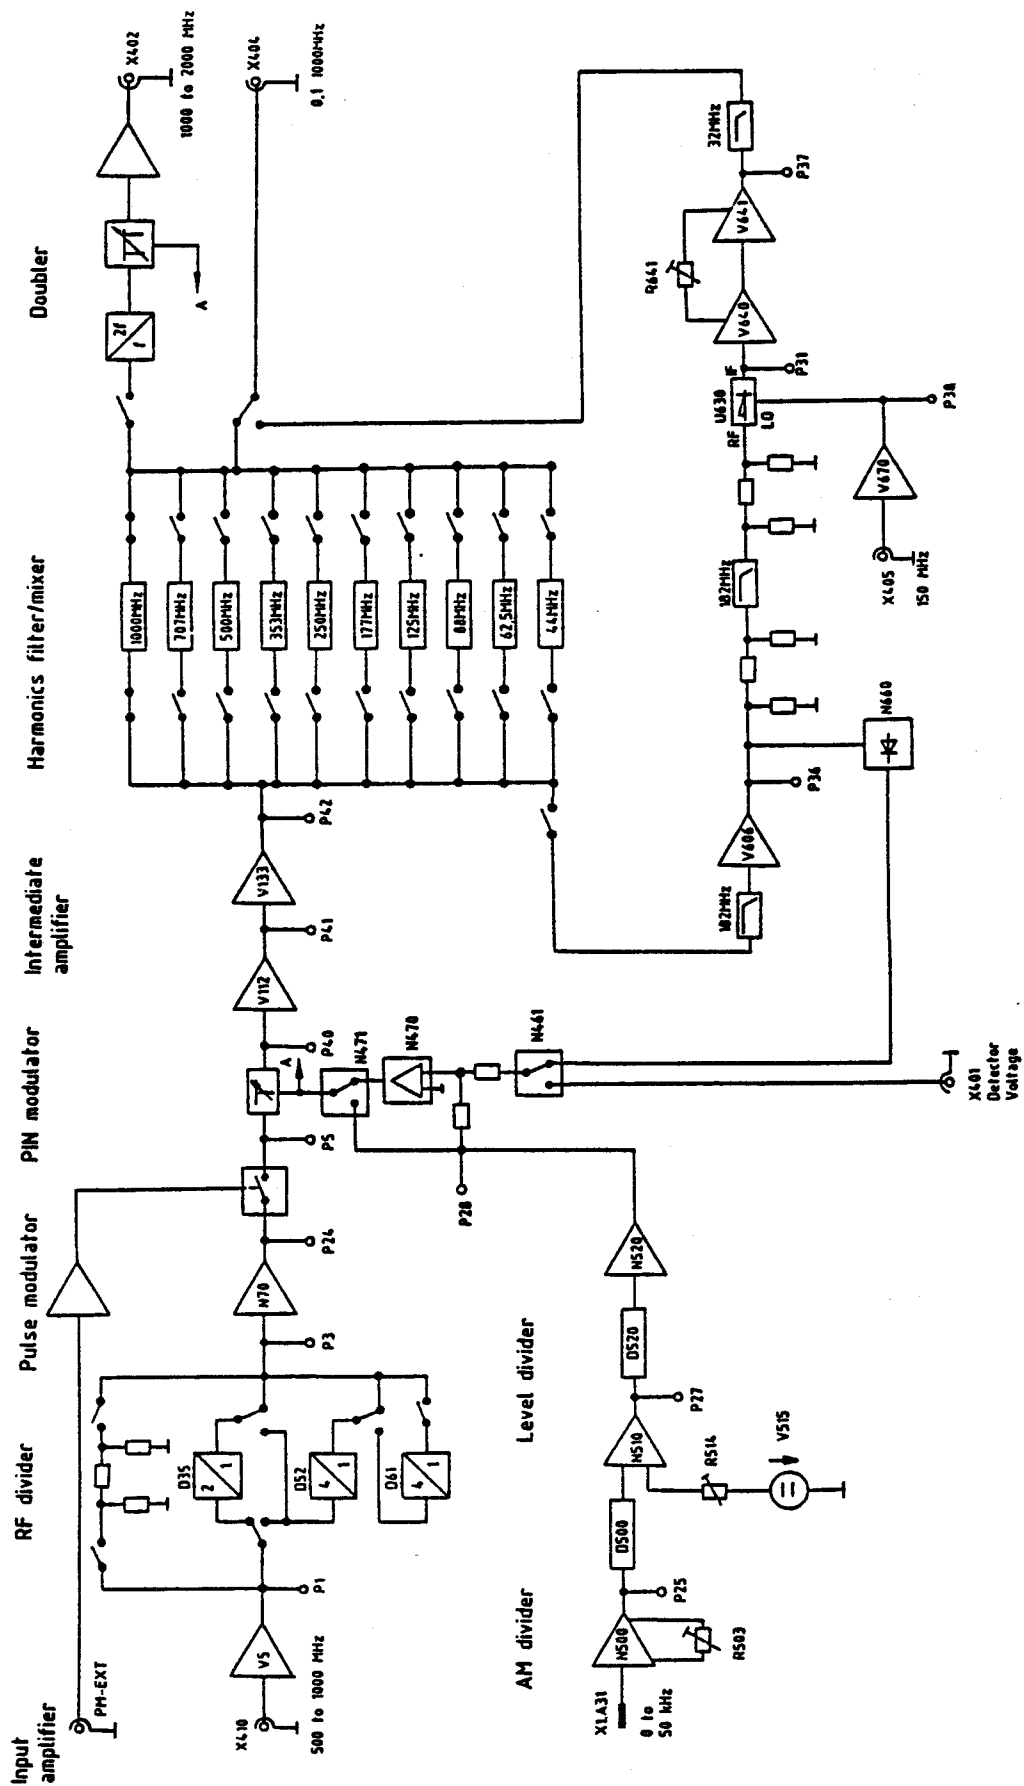 Input
amplifier
RF divider
Pulse modulator
PIN modulator
Intermediate
amplifier
Harmonics filter/mixer
Doubler
PM-EXT
X410
500 to 1000 MHz
V5
P1
D35
2
1
D52
4
1
D61
4
1
P3
N70
P24
P5
P40
A
N471
N470
N461
V112
P41
V133
P42
1000MHz
707MHz
500MHz
353MHz
250MHz
177MHz
125MHz
88MHz
62,5MHz
44MHz
2f
f
A
X402
1000 to 2000 MHz
X404
0,1 1000MHz
182MHz
V606
P36
N660
182MHz
RF
U630
IF
LO
P31
V640
R641
V641
P37
32MHz
X405
150 MHz
V670
P38
X401
Detector
Voltage
P28
AM divider
Level divider
X1.A31
0 to
50 kHz
N500
R503
P25
D500
N510
R514
V515
P27
D520
N520